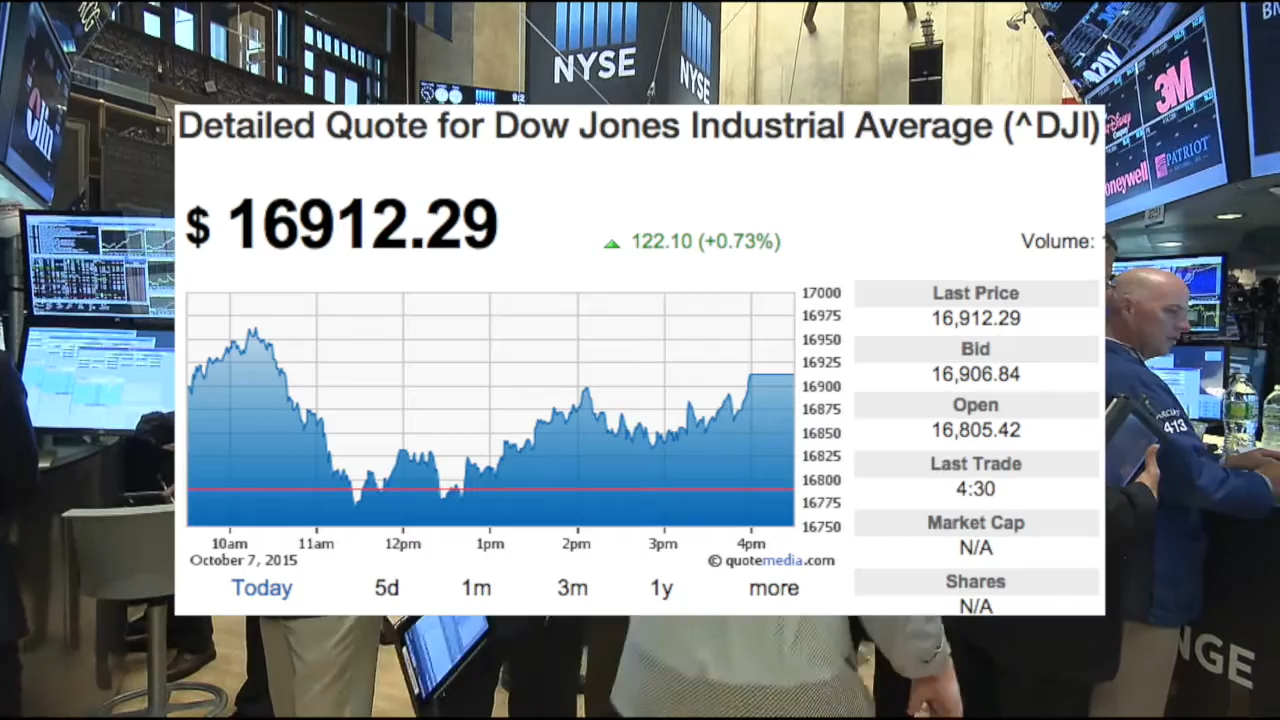 NYSE
NYSE
3M
Disney
Honeywell
PATRIOT
Detailed Quote for Dow Jones Industrial Average (^DJI)
$ 16912.29
122.10 (+0.73%)
Volume:
17000
16975
16950
16925
16900
16875
16850
16825
16800
16775
16750
10am 11am 12pm 1pm 2pm 3pm 4pm
October 7, 2015
© quotemedia.com
Today 5d 1m 3m 1y more
Last Price
16,912.29
Bid
16,906.84
Open
16,805.42
Last Trade
4:30
Market Cap
N/A
Shares
N/A
413
NGE